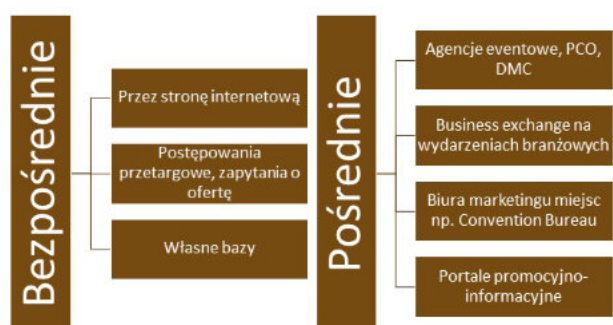 Bezpośrednie
Przez stronę internetową
Postępowania
przetargowe, zapytania o
ofertę
Własne bazy
Pośrednie
Agencje eventowe, PCO,
DMC
Business exchange na
wydarzeniach branżowych
Biura marketingu miejsc
np. Convention Bureau
Portale promocyjno-
informacyjne